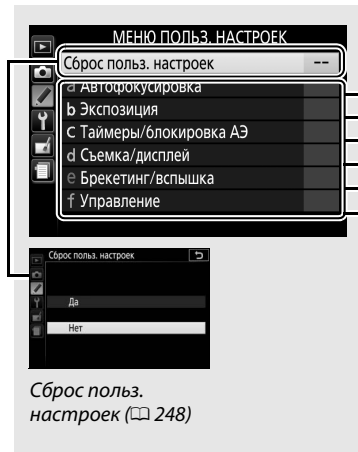 МЕНЮ ПОЛЬЗ. НАСТРОЕК
Сброс польз. настроек --
a Автофокусировка
b Экспозиция
c Таймеры/блокировка АЭ
d Съемка/дисплей
e Брекетинг/вспышка
f Управление
Сброс польз. настроек
Да
Нет
Сброс польз.
настроек (📖 248)